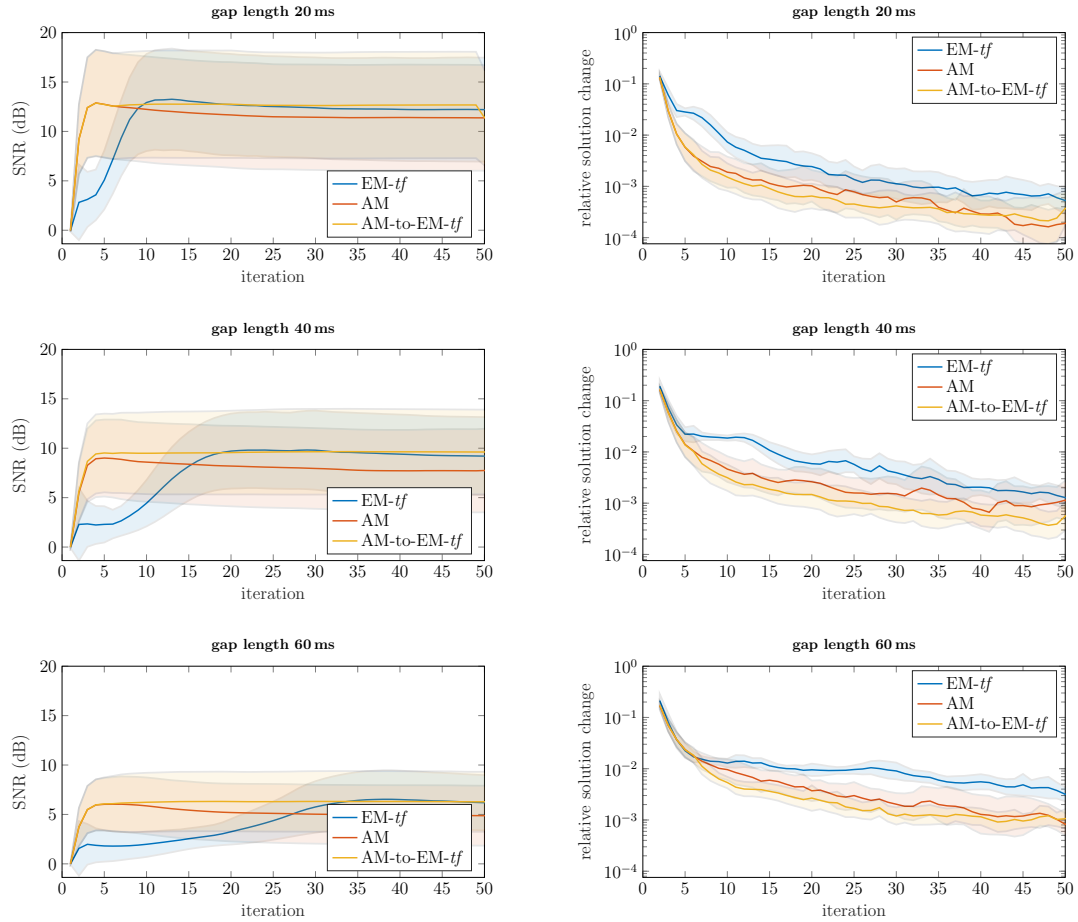 gap length 20 ms
SNR (dB)
20
15
10
5
0
EM-tf
AM
AM-to-EM-tf
0 5 10 15 20 25 30 35 40 45 50
iteration
gap length 20 ms
relative solution change
10^0
10^-1
10^-2
10^-3
10^-4
EM-tf
AM
AM-to-EM-tf
0 5 10 15 20 25 30 35 40 45 50
iteration
gap length 40 ms
SNR (dB)
20
15
10
5
0
EM-tf
AM
AM-to-EM-tf
0 5 10 15 20 25 30 35 40 45 50
iteration
gap length 40 ms
relative solution change
10^0
10^-1
10^-2
10^-3
10^-4
EM-tf
AM
AM-to-EM-tf
0 5 10 15 20 25 30 35 40 45 50
iteration
gap length 60 ms
SNR (dB)
20
15
10
5
0
EM-tf
AM
AM-to-EM-tf
0 5 10 15 20 25 30 35 40 45 50
iteration
gap length 60 ms
relative solution change
10^0
10^-1
10^-2
10^-3
10^-4
EM-tf
AM
AM-to-EM-tf
0 5 10 15 20 25 30 35 40 45 50
iteration